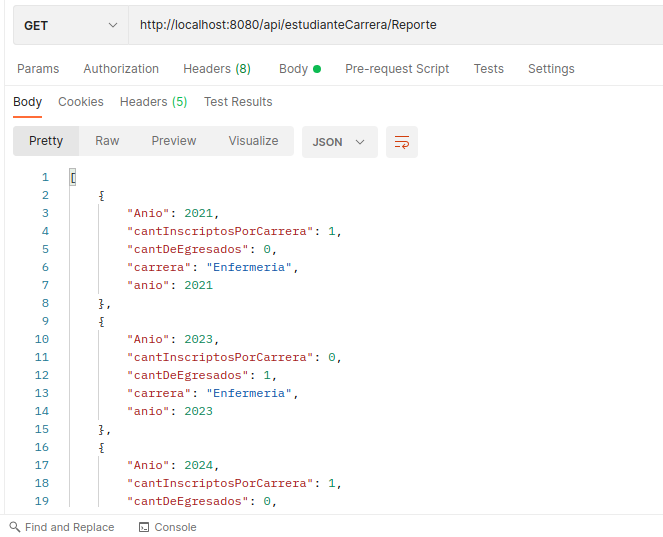 GET http://localhost:8080/api/estudianteCarrera/Reporte
Params Authorization Headers (8) Body Pre-request Script Tests Settings
Body Cookies Headers (5) Test Results
Pretty Raw Preview Visualize JSON
1 [
2 {
3 "Anio": 2021,
4 "cantInscriptosPorCarrera": 1,
5 "cantDeEgresados": 0,
6 "carrera": "Enfermeria",
7 "anio": 2021
8 },
9 {
10 "Anio": 2023,
11 "cantInscriptosPorCarrera": 0,
12 "cantDeEgresados": 1,
13 "carrera": "Enfermeria",
14 "anio": 2023
15 },
16 {
17 "Anio": 2024,
18 "cantInscriptosPorCarrera": 1,
19 "cantDeEgresados": 0,
Find and Replace Console